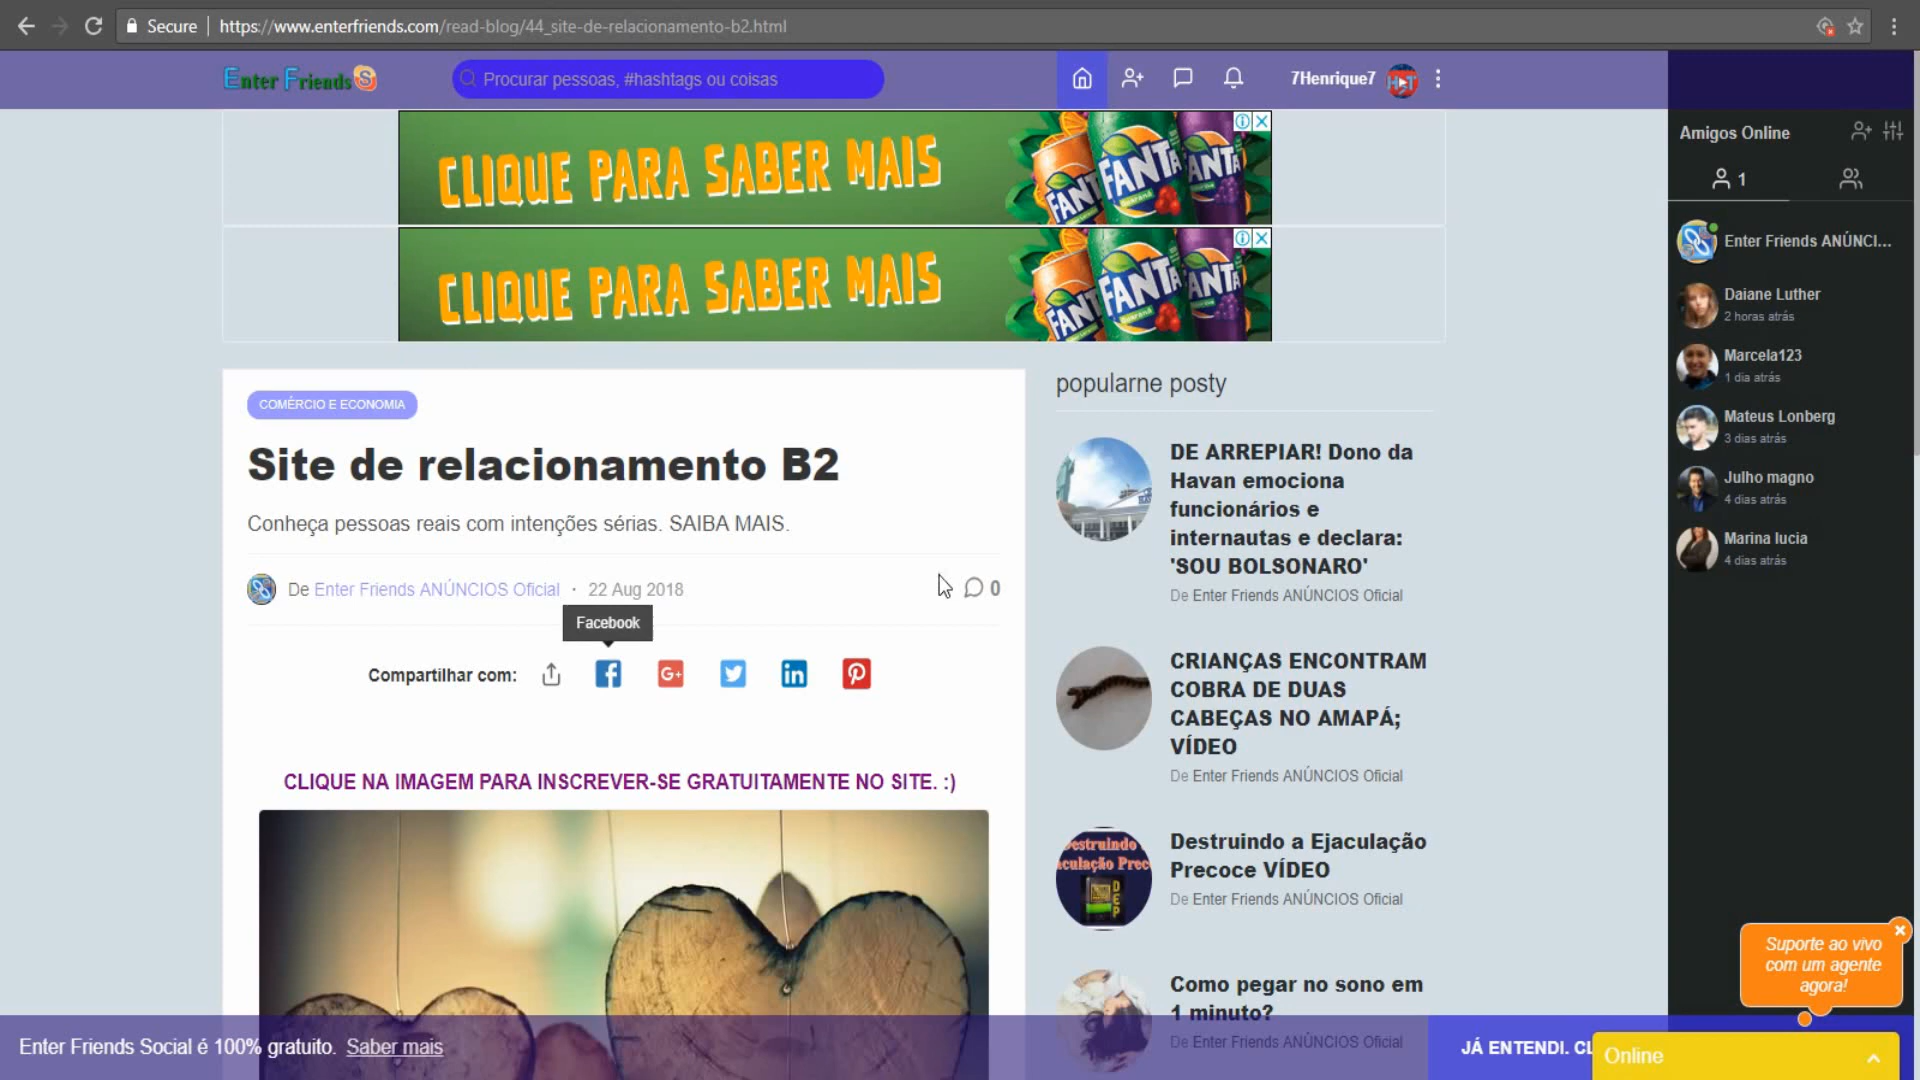 Secure | https://www.enterfriends.com/read-blog/44_site-de-relacionamento-b2.html
Enter Friends S
Procurar pessoas, #hashtags ou coisas
7Henrique7
CLIQUE PARA SABER MAIS
FANTA FANTA ANTA
Guaraná
CLIQUE PARA SABER MAIS
FANTA FANTA ANTA
Guaraná
COMÉRCIO E ECONOMIA
Site de relacionamento B2
Conheça pessoas reais com intenções sérias. SAIBA MAIS.
De Enter Friends ANÚNCIOS Oficial · 22 Aug 2018
0
Facebook
Compartilhar com:
CLIQUE NA IMAGEM PARA INSCREVER-SE GRATUITAMENTE NO SITE. :)
popularne posty
DE ARREPIAR! Dono da
Havan emociona
funcionários e
internautas e declara:
'SOU BOLSONARO'
De Enter Friends ANÚNCIOS Oficial
CRIANÇAS ENCONTRAM
COBRA DE DUAS
CABEÇAS NO AMAPÁ;
VÍDEO
De Enter Friends ANÚNCIOS Oficial
Destruindo a Ejaculação
Precoce VÍDEO
De Enter Friends ANÚNCIOS Oficial
Como pegar no sono em
1 minuto?
De Enter Friends ANÚNCIOS Oficial
Amigos Online
1
Enter Friends ANÚNCI...
Daiane Luther
2 horas atrás
Marcela123
1 dia atrás
Mateus Lonberg
3 dias atrás
Julho magno
4 dias atrás
Marina lucia
4 dias atrás
Suporte ao vivo
com um agente
agora!
Enter Friends Social é 100% gratuito. Saber mais
JÁ ENTENDI. CL
Online